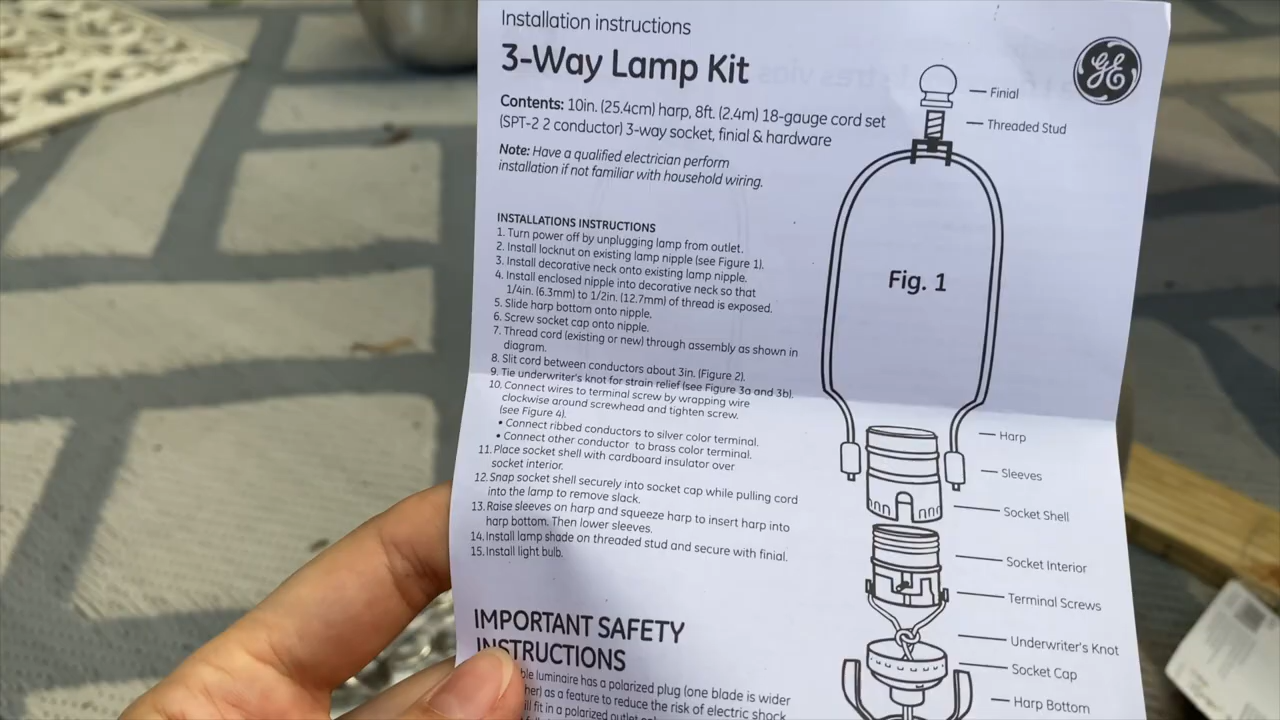 Installation instructions
3-Way Lamp Kit
Contents: 10in. (25.4cm) harp, 8ft. (2.4m) 18-gauge cord set
(SPT-2 2 conductor) 3-way socket, finial & hardware
Note: Have a qualified electrician perform
installation if not familiar with household wiring.
INSTALLATIONS INSTRUCTIONS
1. Turn power off by unplugging lamp from outlet.
2. Install locknut on existing lamp nipple (see Figure 1).
3. Install decorative neck onto existing lamp nipple.
4. Install enclosed nipple into decorative neck so that
1/4in. (6.3mm) to 1/2in. (12.7mm) of thread is exposed.
5. Slide harp bottom onto nipple.
6. Screw socket cap onto nipple.
7. Thread cord (existing or new) through assembly as shown in
diagram.
8. Slit cord between conductors about 3in. (Figure 2).
9. Tie underwriter's knot for strain relief (see Figure 3a and 3b).
10. Connect wires to terminal screw by wrapping wire
clockwise around screwhead and tighten screw.
(see Figure 4).
• Connect ribbed conductors to silver color terminal.
• Connect other conductor to brass color terminal.
11. Place socket shell with cardboard insulator over
socket interior.
12. Snap socket shell securely into socket cap while pulling cord
into the lamp to remove slack.
13. Raise sleeves on harp and squeeze harp to insert harp into
harp bottom. Then lower sleeves.
14. Install lamp shade on threaded stud and secure with finial.
15. Install light bulb.
IMPORTANT SAFETY
INSTRUCTIONS
luminaire has a polarized plug (one blade is wider
as a feature to reduce the risk of electric shock
fit in a polarized outlet
GE
Finial
Threaded Stud
Fig. 1
Harp
Sleeves
Socket Shell
Socket Interior
Terminal Screws
Underwriter's Knot
Socket Cap
Harp Bottom